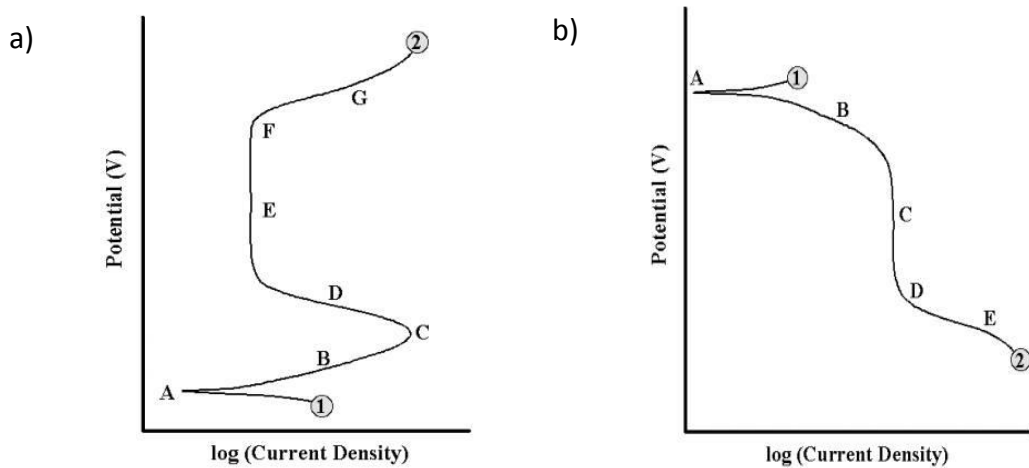 a)
Potential (V)
2
G
F
E
D
C
B
A
1
log (Current Density)
b)
Potential (V)
A
1
B
C
D
E
2
log (Current Density)